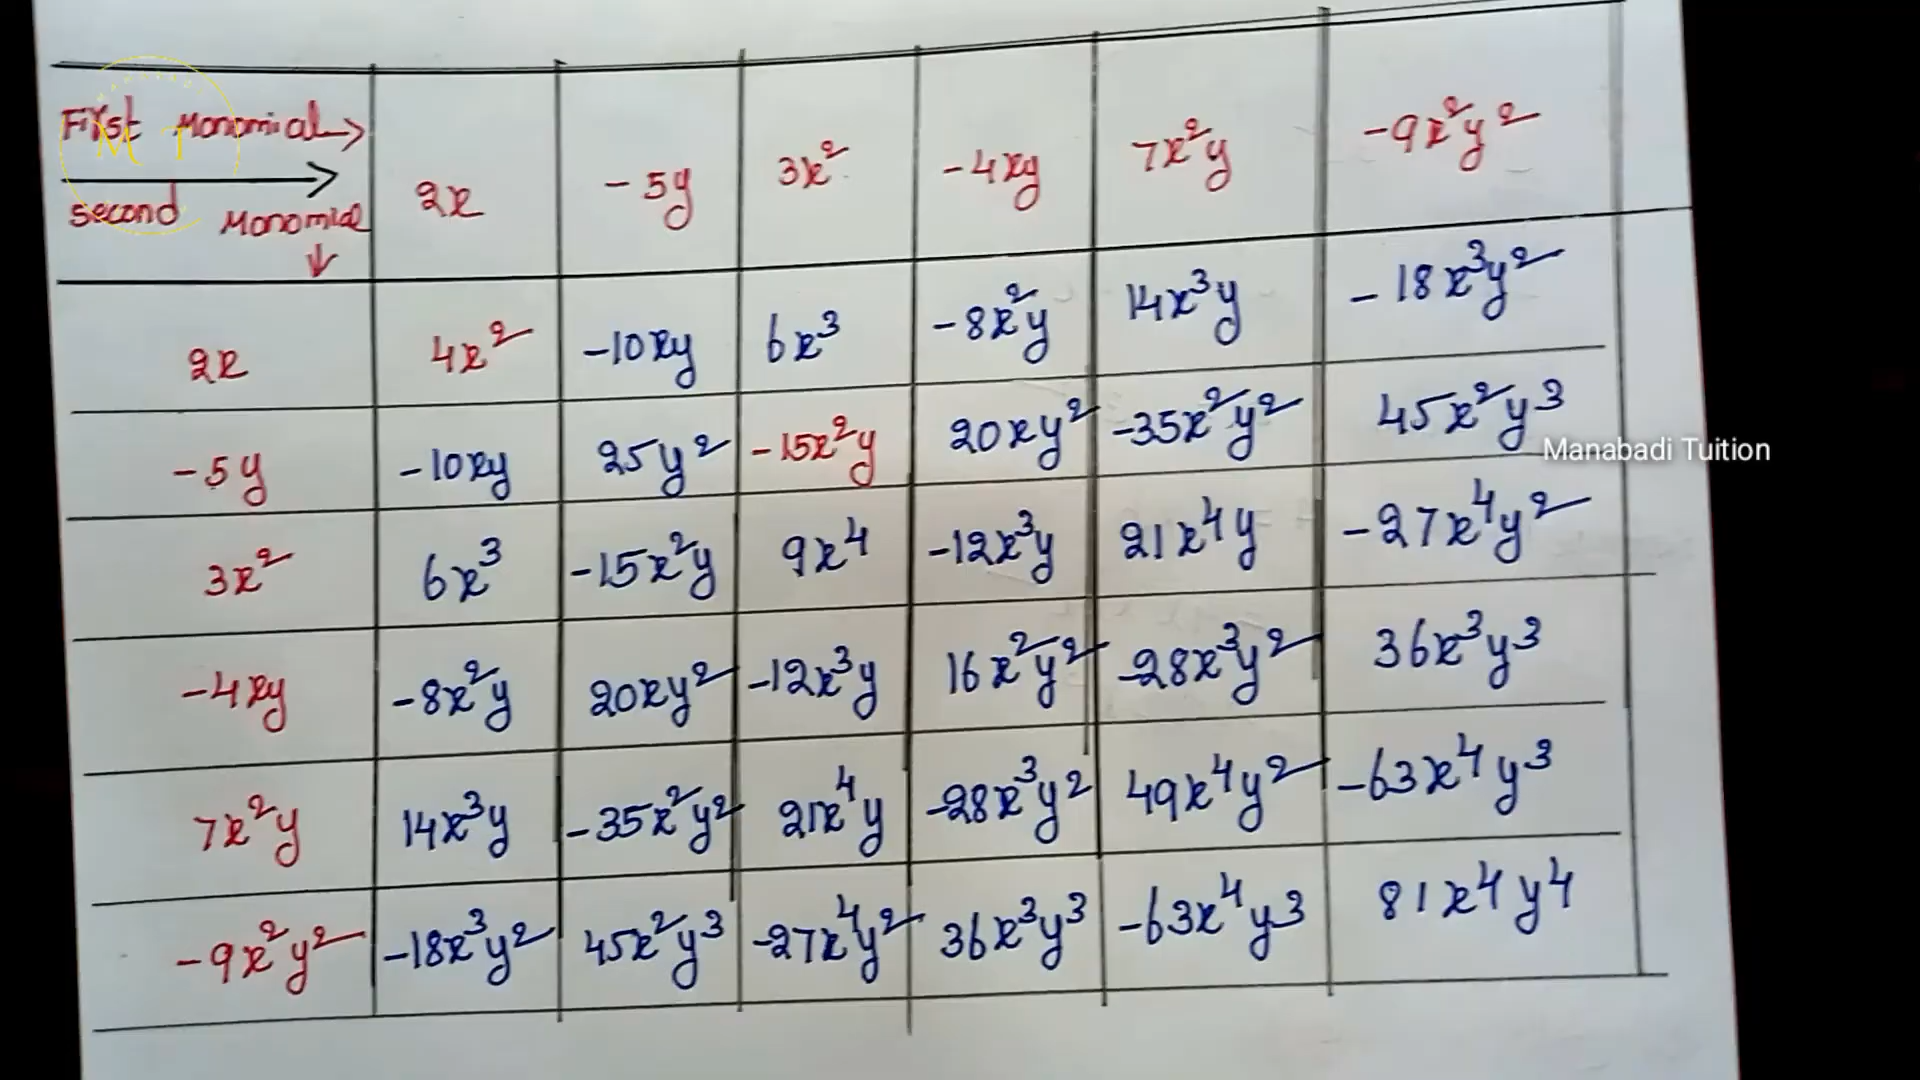 First Monomial →
Second Monomial ↓
2x -5y 3x² -4xy 7x²y -9x²y²
2x 4x² -10xy 6x³ -8x²y 14x³y -18x³y²
-5y -10xy 25y² -15x²y 20xy² -35x²y² 45x²y³
3x² 6x³ -15x²y 9x⁴ -12x³y 21x⁴y -27x⁴y²
-4xy -8x²y 20xy² -12x³y 16x²y² -28x³y² 36x³y³
7x²y 14x³y -35x²y² 21x⁴y -28x³y² 49x⁴y² -63x⁴y³
-9x²y² -18x³y² 45x²y³ -27x⁴y² 36x³y³ -63x⁴y³ 81x⁴y⁴
Manabadi Tuition
M T